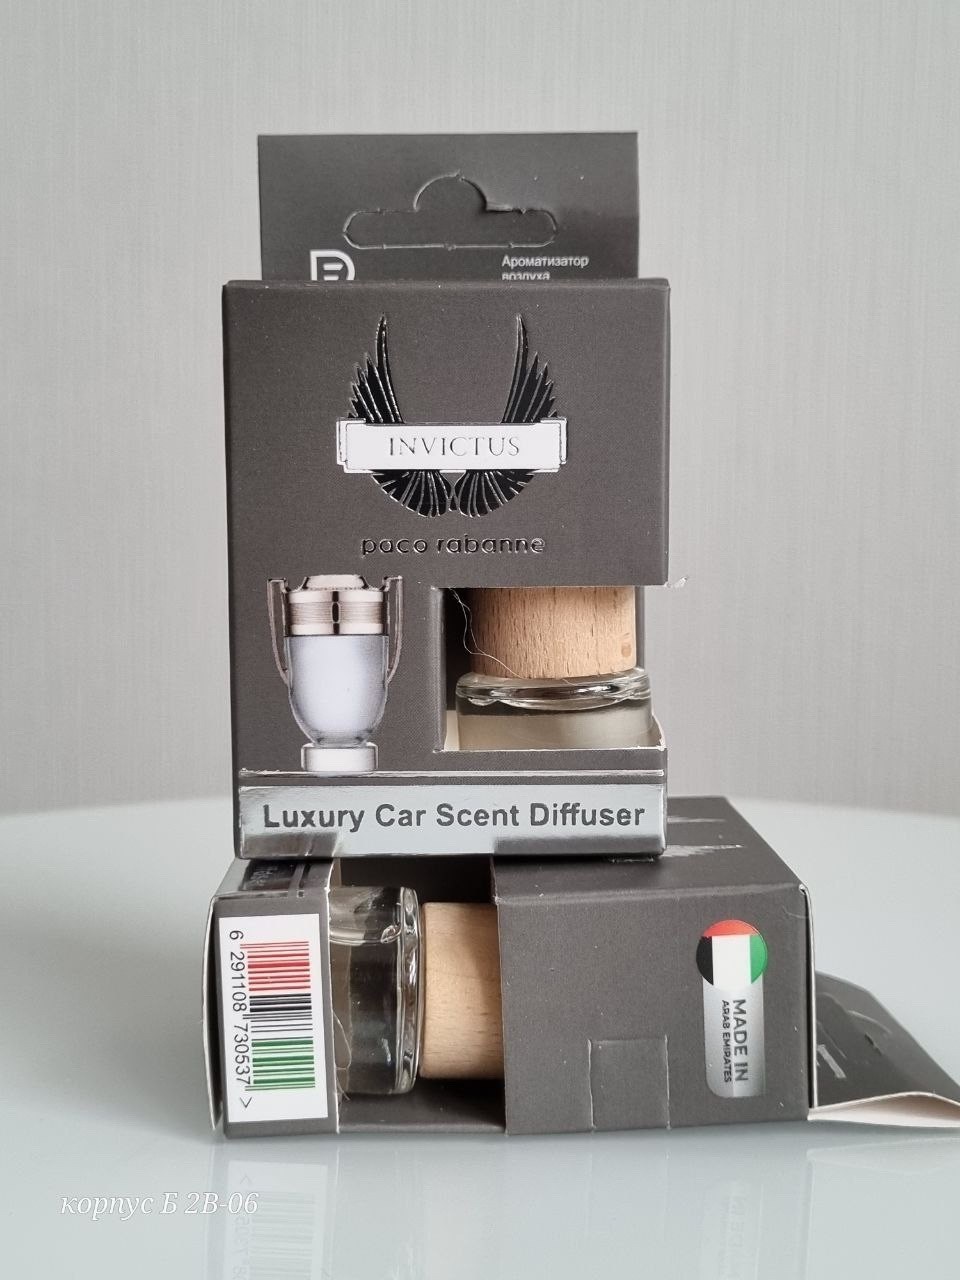 Ароматизатор
воздуха
INVICTUS
paco rabanne
Luxury Car Scent Diffuser
6 291108 730537 >
MADE IN
ARAB EMIRATES
корпус Б 2В-06